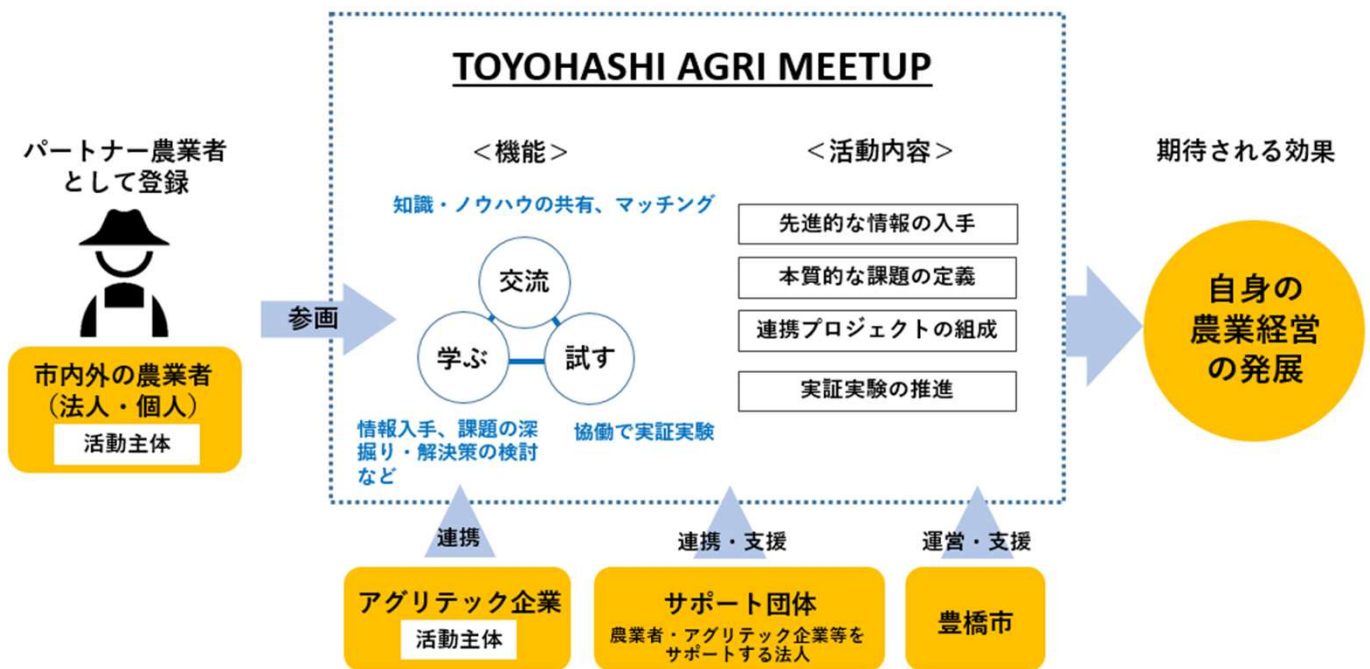 TOYOHASHI AGRI MEETUP
パートナー農業者
として登録
市内外の農業者
（法人・個人）
活動主体
参画
＜機能＞
知識・ノウハウの共有、マッチング
交流
学ぶ
試す
情報入手、課題の深
掘り・解決策の検討
など
協働で実証実験
＜活動内容＞
先進的な情報の入手
本質的な課題の定義
連携プロジェクトの組成
実証実験の推進
期待される効果
自身の
農業経営
の発展
連携
アグリテック企業
活動主体
連携・支援
サポート団体
農業者・アグリテック企業等を
サポートする法人
運営・支援
豊橋市